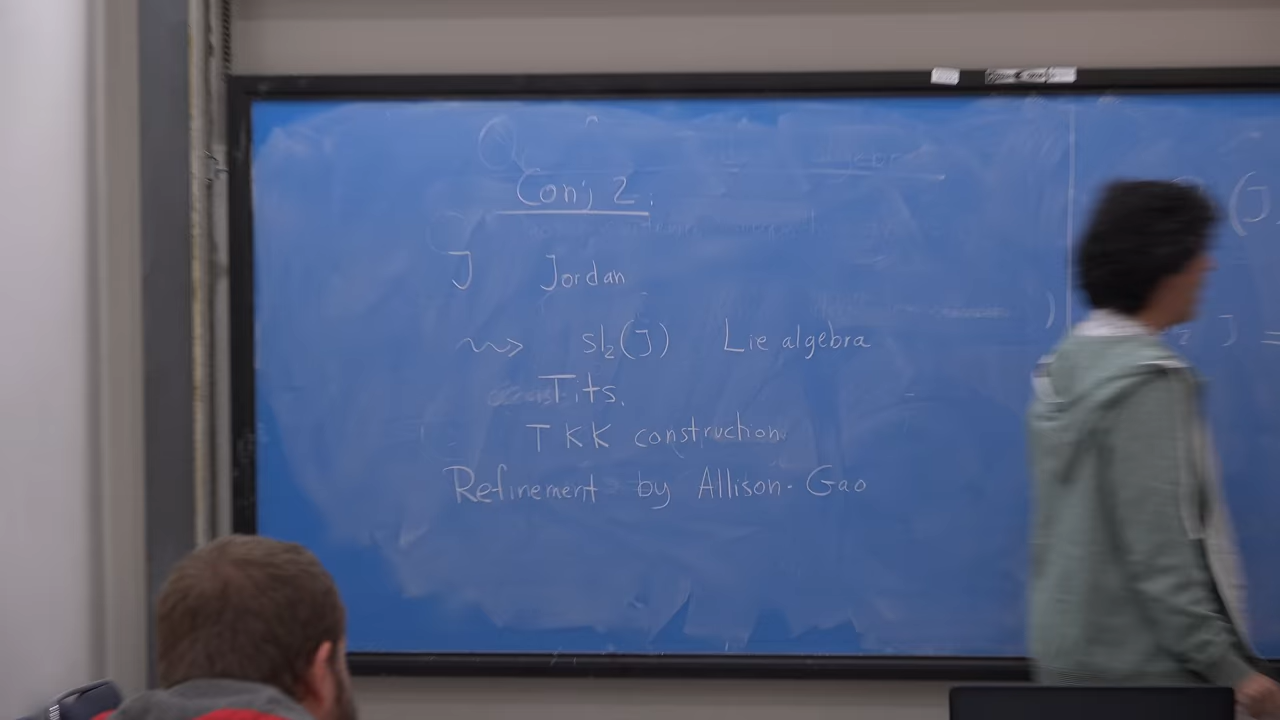 Conj 2.
J Jordan
⇝ sl₂(J) Lie algebra
Tits.
TKK construction.
Refinement by Allison-Gao
(J
J =